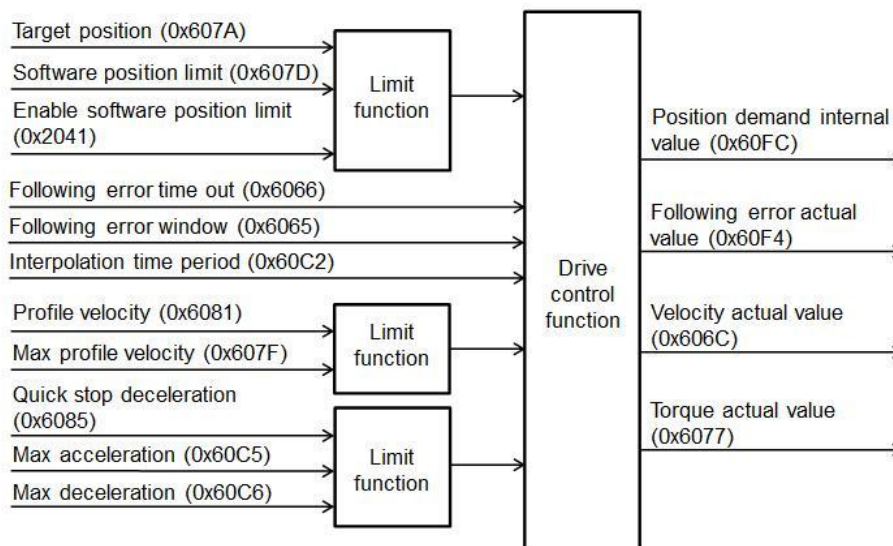 Target position (0x607A)
Software position limit (0x607D)
Enable software position limit
(0x2041)
Limit
function
Following error time out (0x6066)
Following error window (0x6065)
Interpolation time period (0x60C2)
Profile velocity (0x6081)
Max profile velocity (0x607F)
Limit
function
Quick stop deceleration
(0x6085)
Max acceleration (0x60C5)
Max deceleration (0x60C6)
Limit
function
Drive
control
function
Position demand internal
value (0x60FC)
Following error actual
value (0x60F4)
Velocity actual value
(0x606C)
Torque actual value
(0x6077)